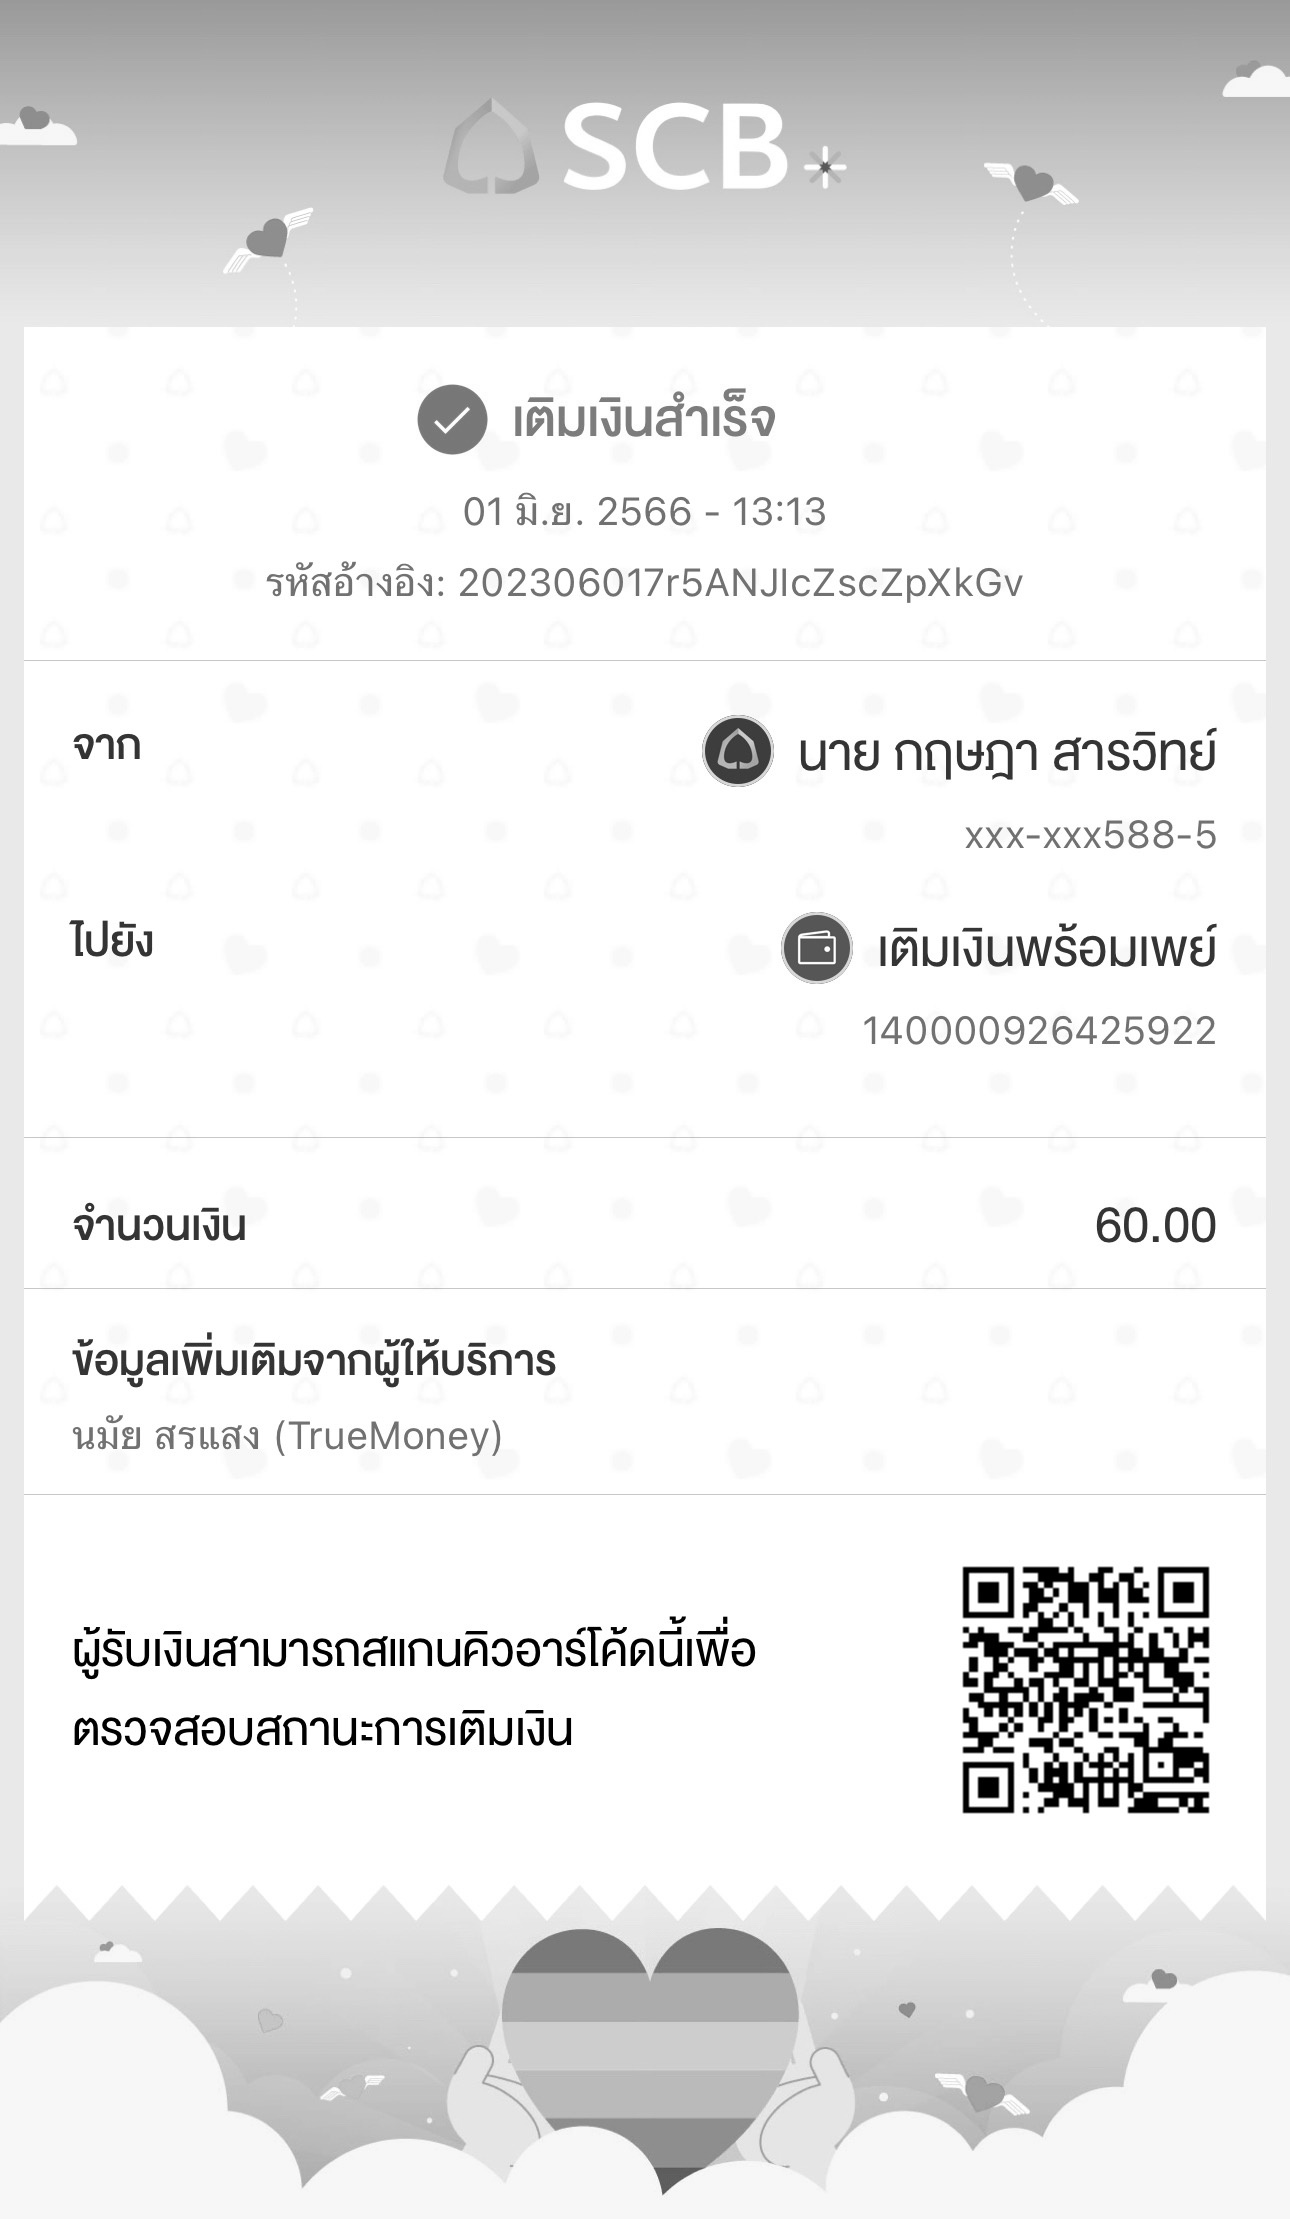 SCB
เติมเงินสำเร็จ
01 มิ.ย. 2566 - 13:13
รหัสอ้างอิง: 202306017r5ANJIcZscZpXkGv
จาก
นาย กฤษฎา สารวิทย์
xxx-xxx588-5
ไปยัง
เติมเงินพร้อมเพย์
140000926425922
จำนวนเงิน
60.00
ข้อมูลเพิ่มเติมจากผู้ให้บริการ
นมัย สรแสง (TrueMoney)
ผู้รับเงินสามารถสแกนคิวอาร์โค้ดนี้เพื่อ
ตรวจสอบสถานะการเติมเงิน